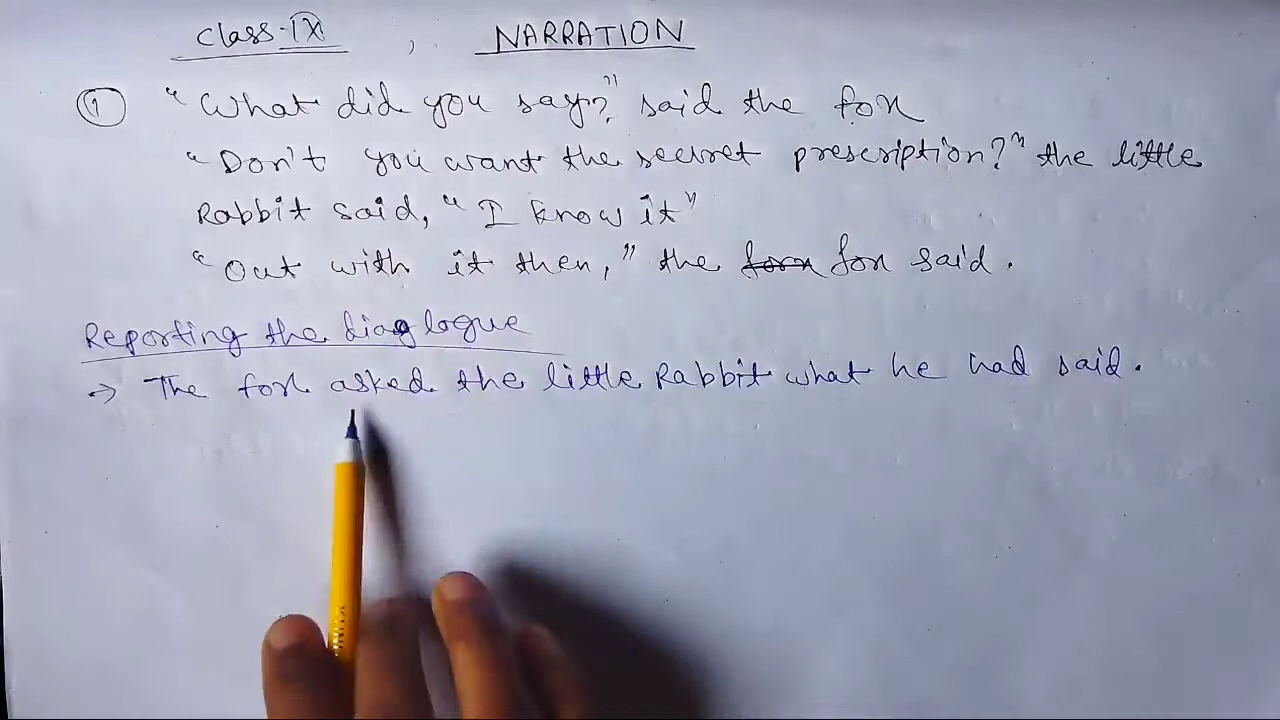 Class-IX , NARRATION
① "What did you say?" said the fox
"Don't you want the secret prescription?" the little
Rabbit said, "I know it"
"Out with it then," the fox said.
Reporting the diaglogue
→ The fox asked the little Rabbit what he had said.